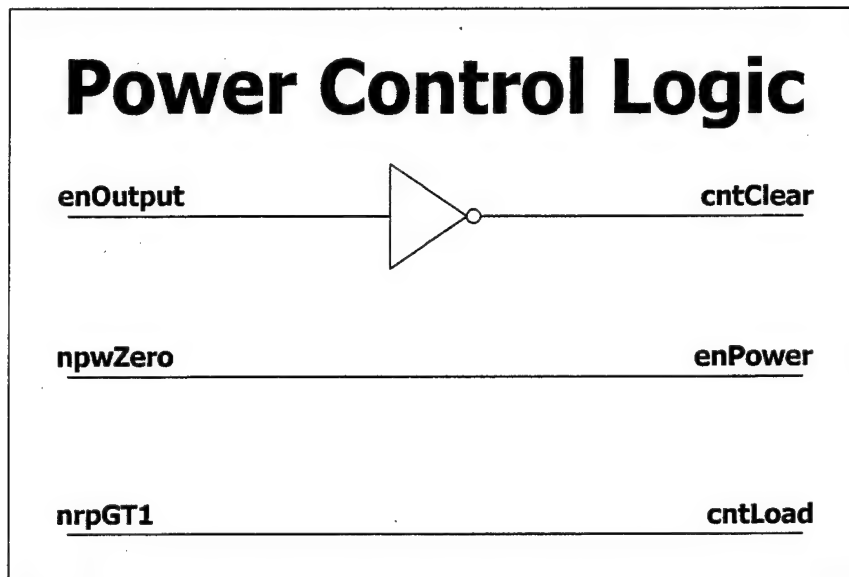 Power Control Logic
enOutput
cntClear
npwZero
enPower
nrpGT1
cntLoad